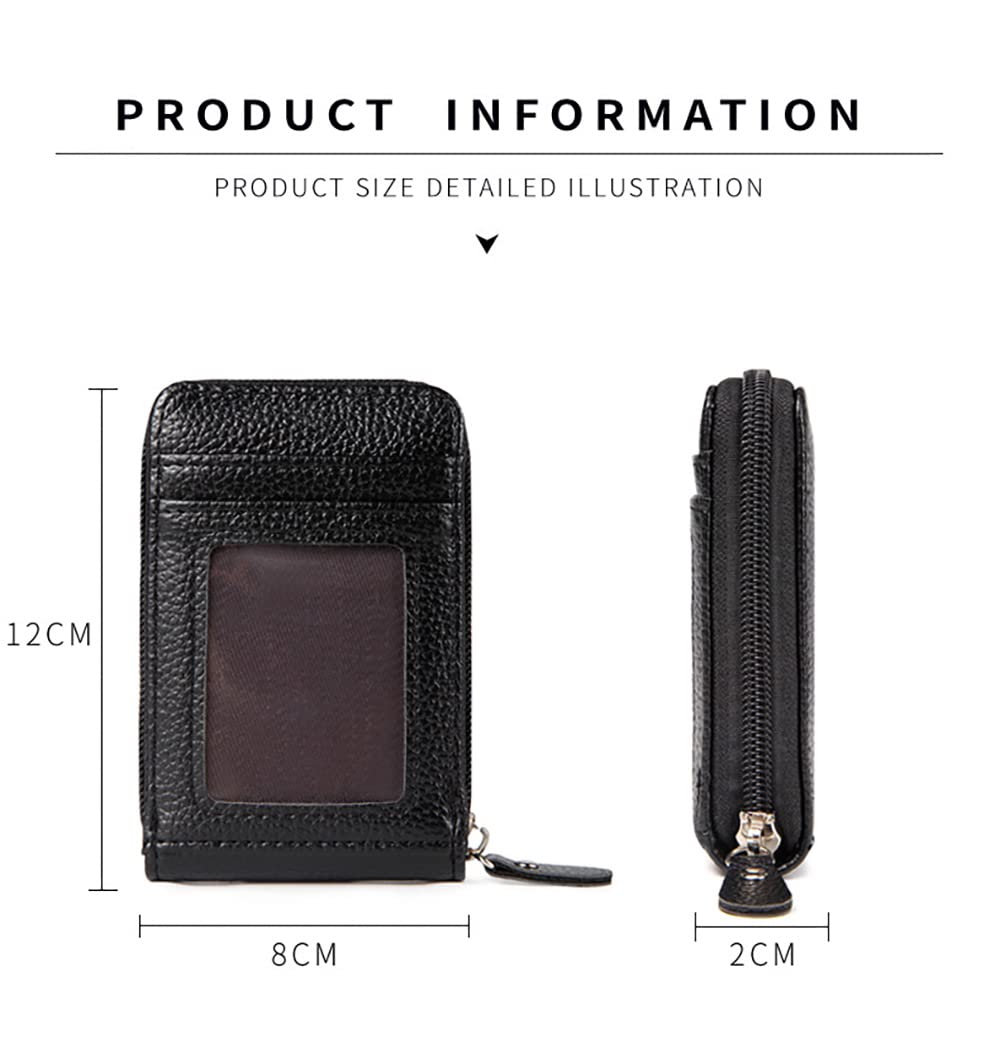 PRODUCT INFORMATION
PRODUCT SIZE DETAILED ILLUSTRATION
12CM
8CM
2CM